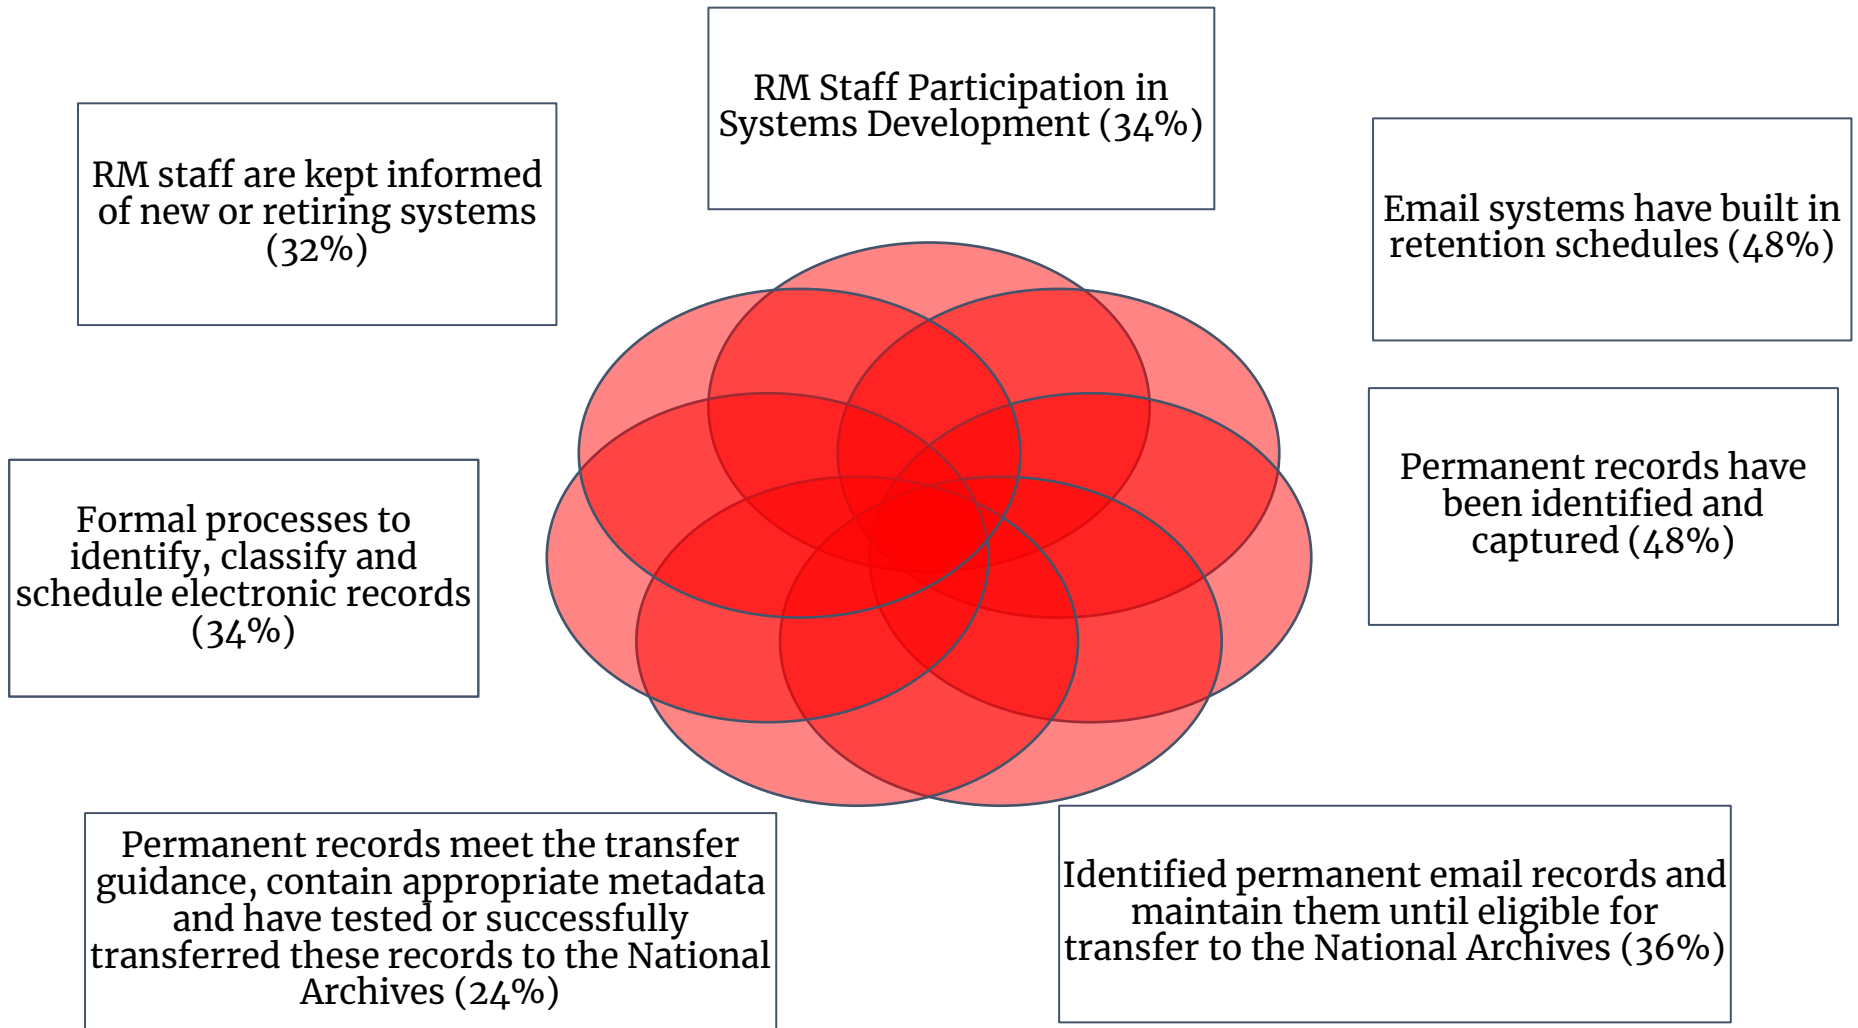 RM Staff Participation in
Systems Development (34%)
RM staff are kept informed
of new or retiring systems
(32%)
Email systems have built in
retention schedules (48%)
Permanent records have
been identified and
captured (48%)
Formal processes to
identify, classify and
schedule electronic records
(34%)
Permanent records meet the transfer
guidance, contain appropriate metadata
and have tested or successfully
transferred these records to the National
Archives (24%)
Identified permanent email records and
maintain them until eligible for
transfer to the National Archives (36%)